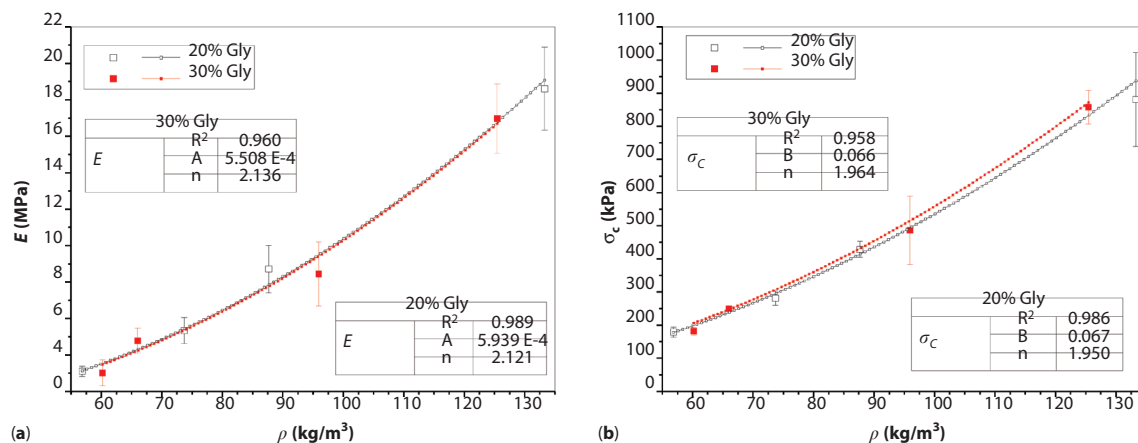 22
20
18
16
14
12
10
8
6
4
2
0
E (MPa)
20% Gly
30% Gly
30% Gly
E
R² 0.960
A 5.508 E-4
n 2.136
20% Gly
E
R² 0.989
A 5.939 E-4
n 2.121
60 70 80 90 100 110 120 130
(a)
ρ (kg/m³)
1100
1000
900
800
700
600
500
400
300
200
100
0
σc (kPa)
20% Gly
30% Gly
30% Gly
σC
R² 0.958
B 0.066
n 1.964
20% Gly
σC
R² 0.986
B 0.067
n 1.950
60 70 80 90 100 110 120 130
(b)
ρ (kg/m³)